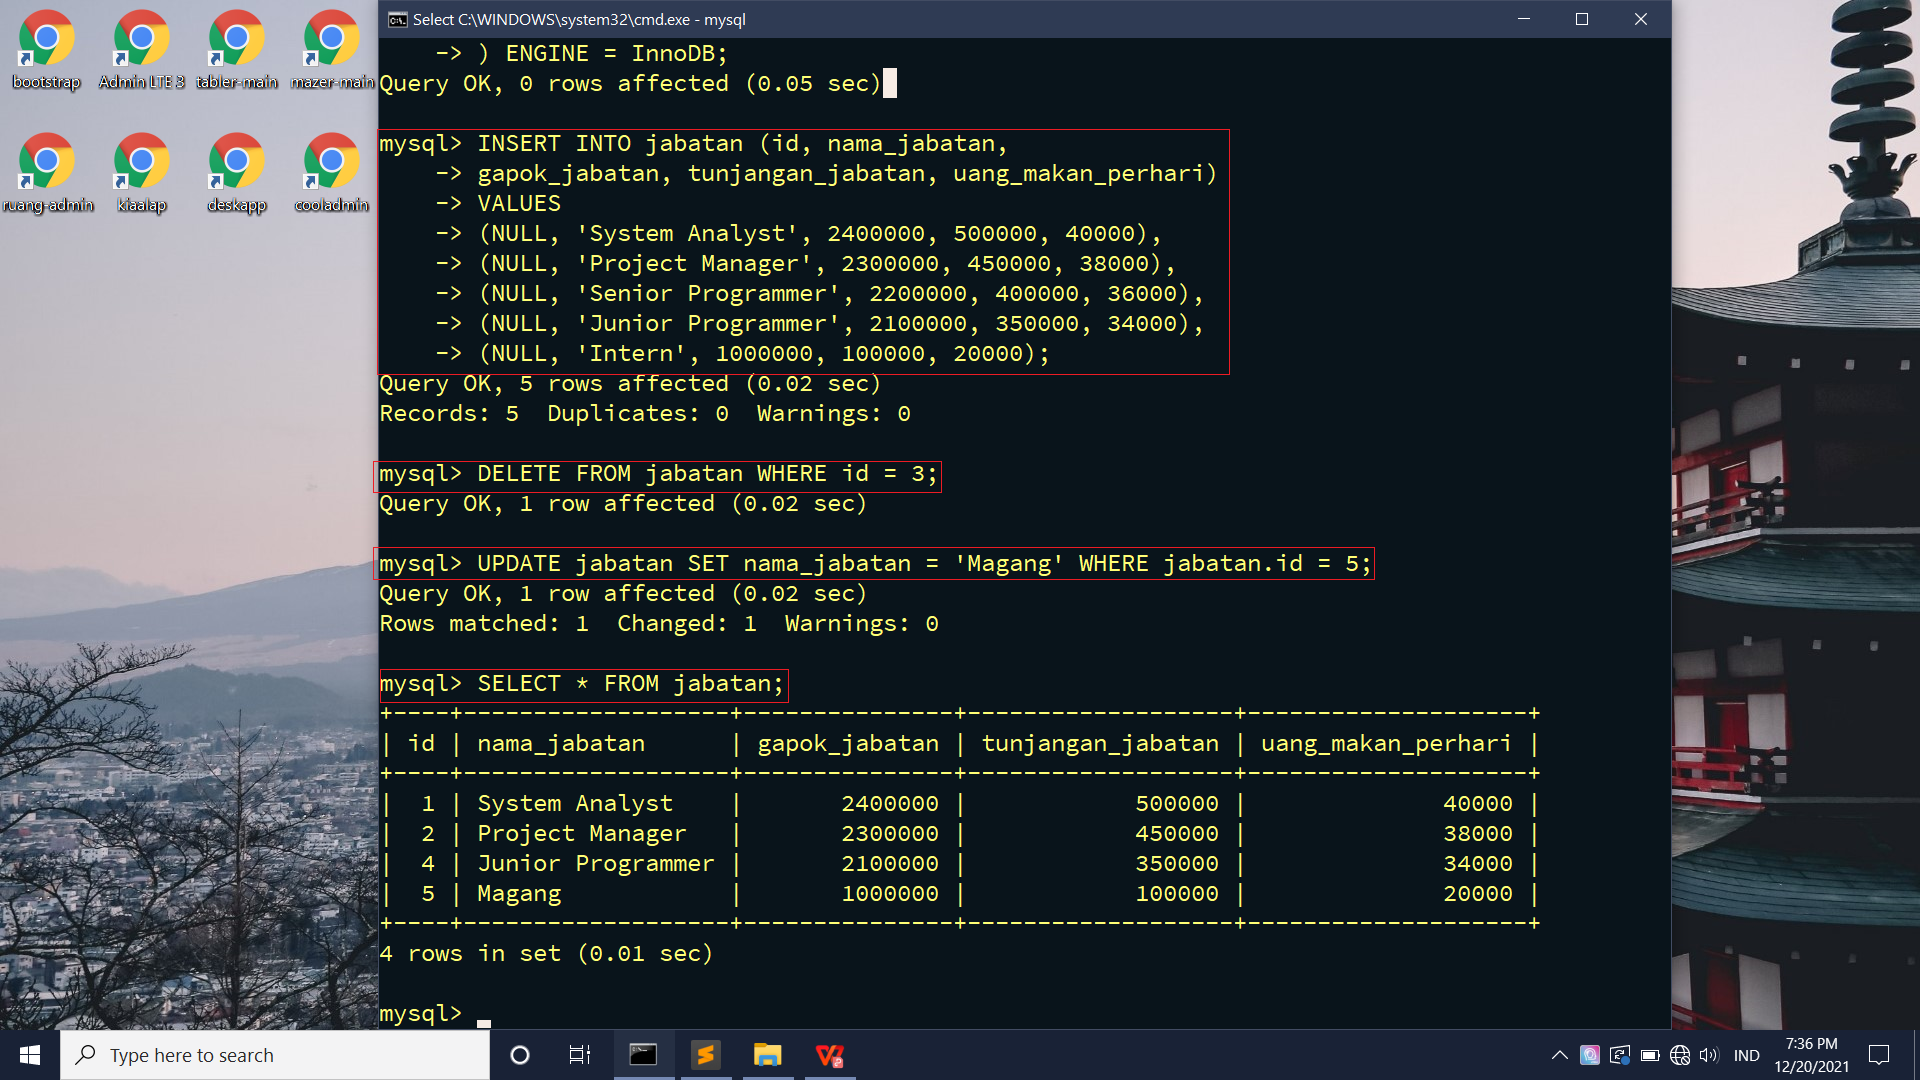 bootstrap
Admin LTE 3
tabler-main
mazer-main
ruang-admin
kiaalap
deskapp
cooladmin
Select C:\WINDOWS\system32\cmd.exe - mysql
    -> ) ENGINE = InnoDB;
Query OK, 0 rows affected (0.05 sec)
mysql> INSERT INTO jabatan (id, nama_jabatan,
    -> gapok_jabatan, tunjangan_jabatan, uang_makan_perhari)
    -> VALUES
    -> (NULL, 'System Analyst', 2400000, 500000, 40000),
    -> (NULL, 'Project Manager', 2300000, 450000, 38000),
    -> (NULL, 'Senior Programmer', 2200000, 400000, 36000),
    -> (NULL, 'Junior Programmer', 2100000, 350000, 34000),
    -> (NULL, 'Intern', 1000000, 100000, 20000);
Query OK, 5 rows affected (0.02 sec)
Records: 5  Duplicates: 0  Warnings: 0
mysql> DELETE FROM jabatan WHERE id = 3;
Query OK, 1 row affected (0.02 sec)
mysql> UPDATE jabatan SET nama_jabatan = 'Magang' WHERE jabatan.id = 5;
Query OK, 1 row affected (0.02 sec)
Rows matched: 1  Changed: 1  Warnings: 0
mysql> SELECT * FROM jabatan;
+----+-------------------+---------------+-------------------+--------------------+
| id | nama_jabatan      | gapok_jabatan | tunjangan_jabatan | uang_makan_perhari |
+----+-------------------+---------------+-------------------+--------------------+
|  1 | System Analyst    |       2400000 |            500000 |              40000 |
|  2 | Project Manager   |       2300000 |            450000 |              38000 |
|  4 | Junior Programmer |       2100000 |            350000 |              34000 |
|  5 | Magang            |       1000000 |            100000 |              20000 |
+----+-------------------+---------------+-------------------+--------------------+
4 rows in set (0.01 sec)
mysql>
Type here to search
IND
7:36 PM
12/20/2021